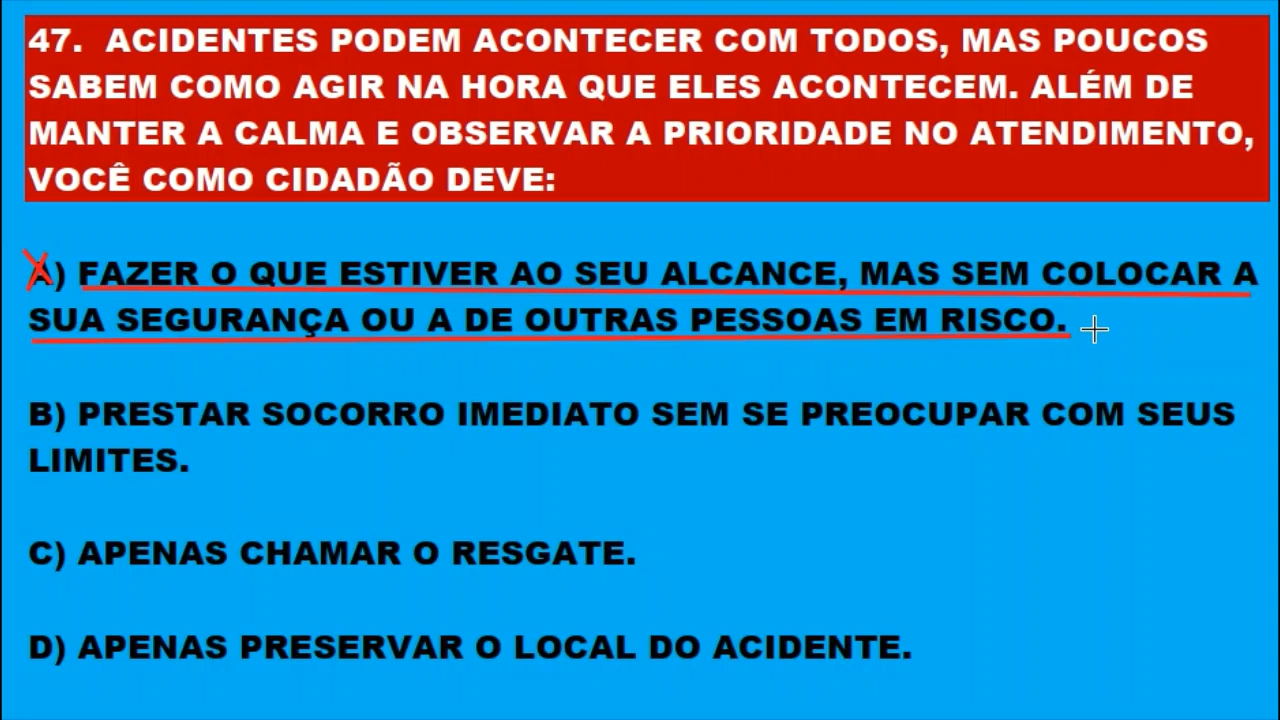 47. ACIDENTES PODEM ACONTECER COM TODOS, MAS POUCOS
SABEM COMO AGIR NA HORA QUE ELES ACONTECEM. ALÉM DE
MANTER A CALMA E OBSERVAR A PRIORIDADE NO ATENDIMENTO,
VOCÊ COMO CIDADÃO DEVE:
A) FAZER O QUE ESTIVER AO SEU ALCANCE, MAS SEM COLOCAR A
SUA SEGURANÇA OU A DE OUTRAS PESSOAS EM RISCO.
B) PRESTAR SOCORRO IMEDIATO SEM SE PREOCUPAR COM SEUS
LIMITES.
C) APENAS CHAMAR O RESGATE.
D) APENAS PRESERVAR O LOCAL DO ACIDENTE.